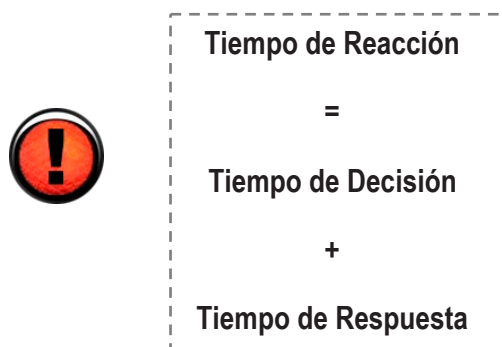 Tiempo de Reacción
=
Tiempo de Decisión
+
Tiempo de Respuesta
!